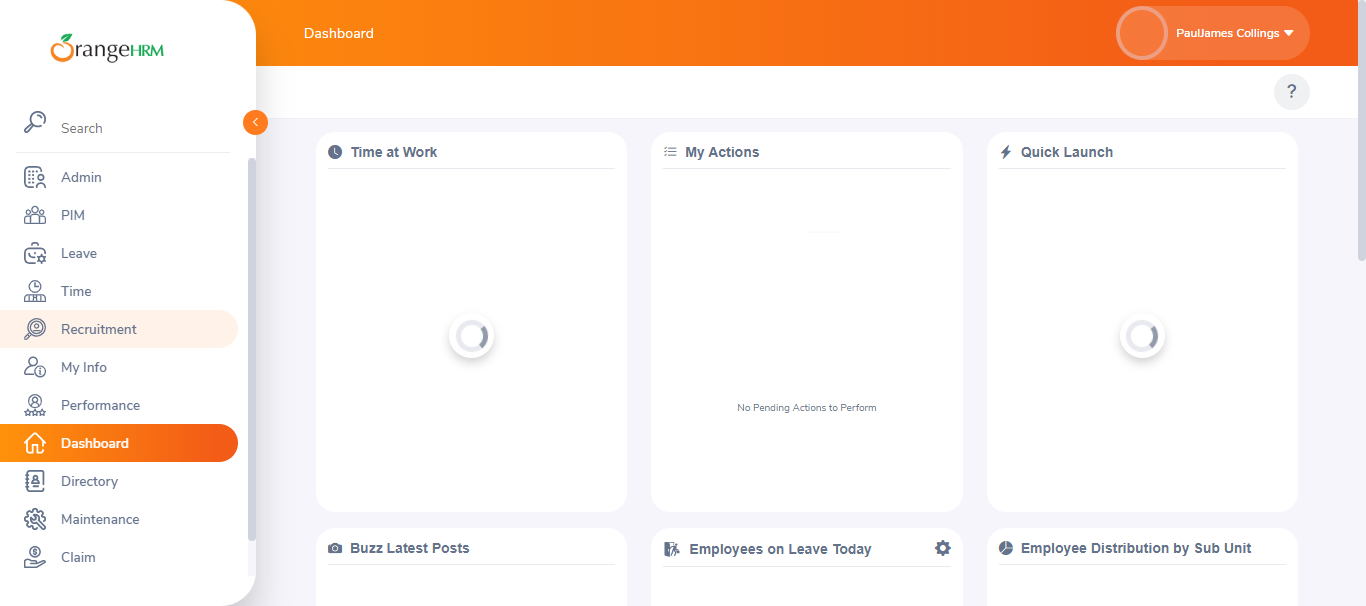 OrangeHRM
Dashboard
PaulJames Collings
?
Search
Admin
PIM
Leave
Time
Recruitment
My Info
Performance
Dashboard
Directory
Maintenance
Claim
Time at Work
My Actions
No Pending Actions to Perform
Quick Launch
Buzz Latest Posts
Employees on Leave Today
Employee Distribution by Sub Unit